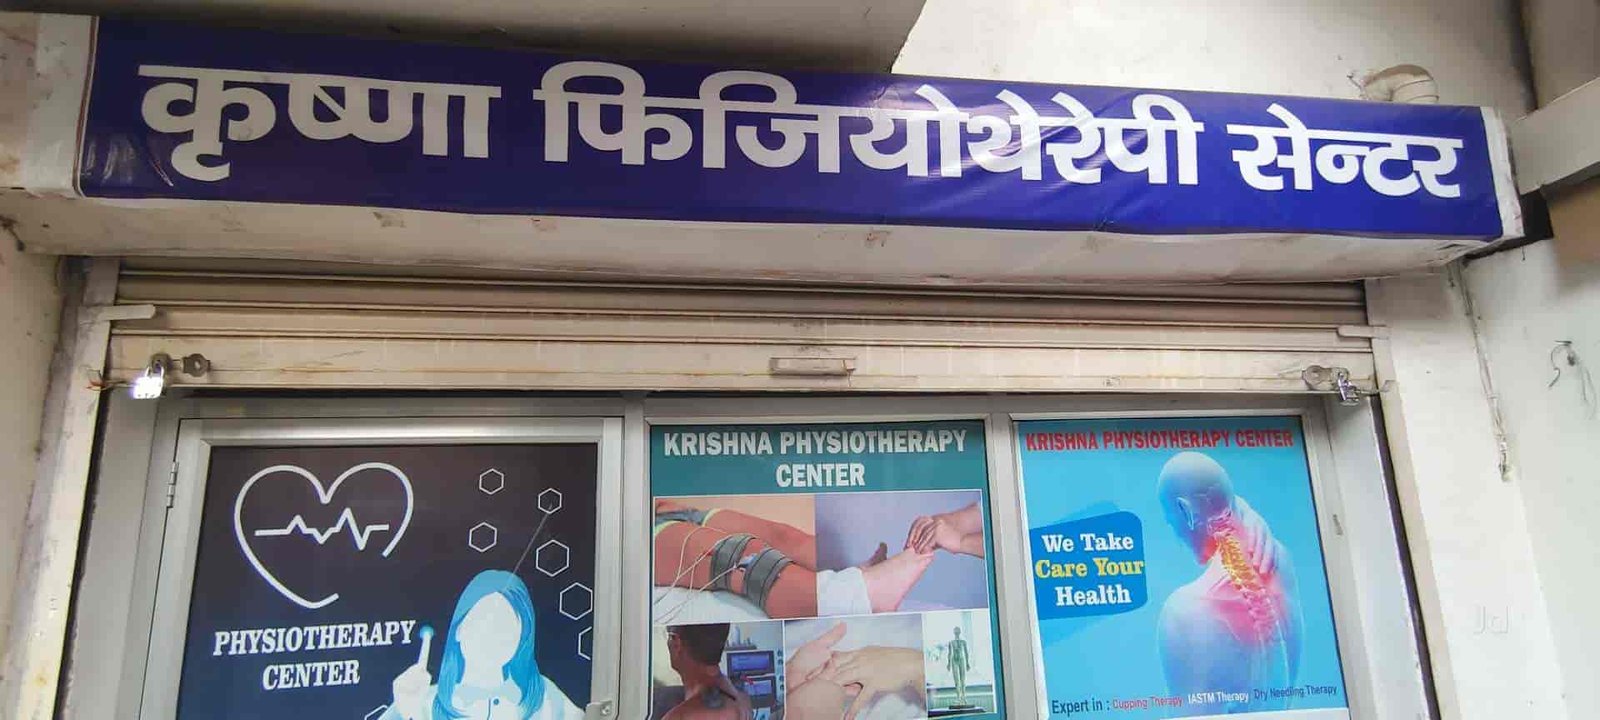 कृष्णा फिजियोथेरेपी सेन्टर
PHYSIOTHERAPY
CENTER
KRISHNA PHYSIOTHERAPY
CENTER
KRISHNA PHYSIOTHERAPY CENTER
We Take
Care Your
Health
Expert in : Cupping Therapy IASTM Therapy Dry Needling Therapy
Jd